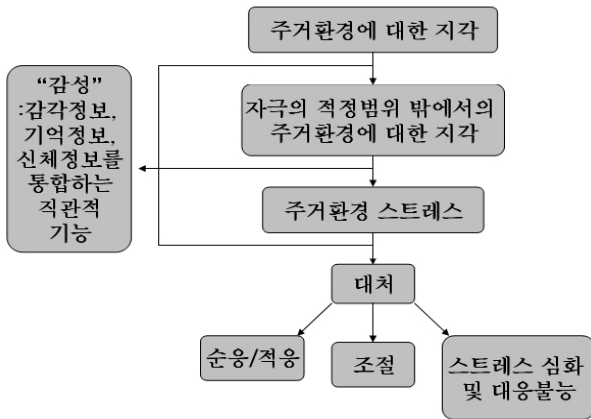 주거환경에 대한 지각
“감성”
:감각정보,
기억정보,
신체정보를
통합하는
직관적
기능
자극의 적정범위 밖에서의
주거환경에 대한 지각
주거환경 스트레스
대처
순응/적응
조절
스트레스 심화
및 대응불능